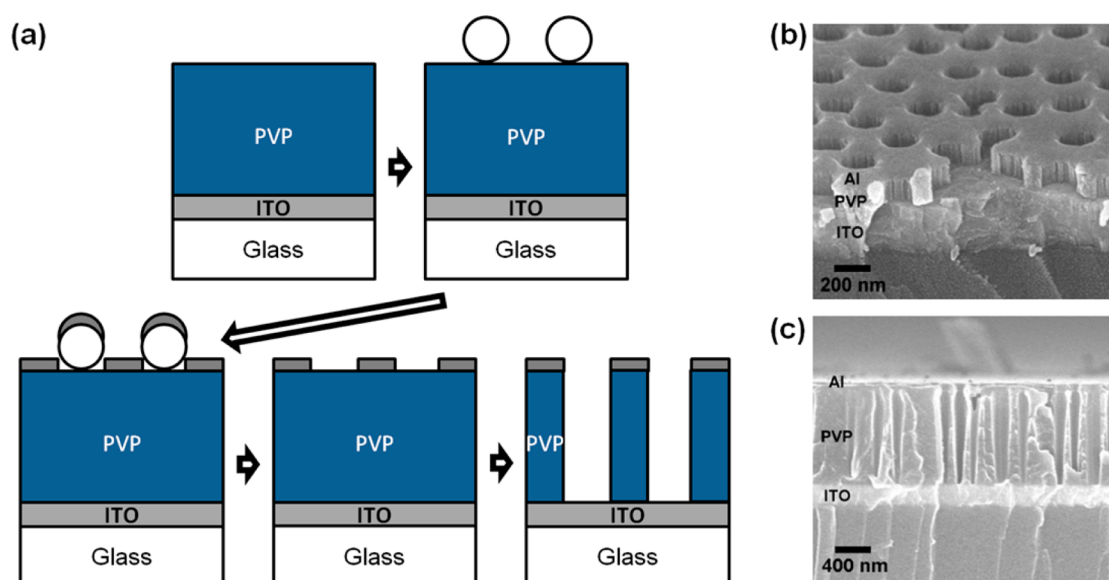 (a)
PVP
ITO
Glass
PVP
ITO
Glass
PVP
ITO
Glass
PVP
ITO
Glass
PVP
ITO
Glass
(b)
Al
PVP
ITO
200 nm
(c)
Al
PVP
ITO
400 nm